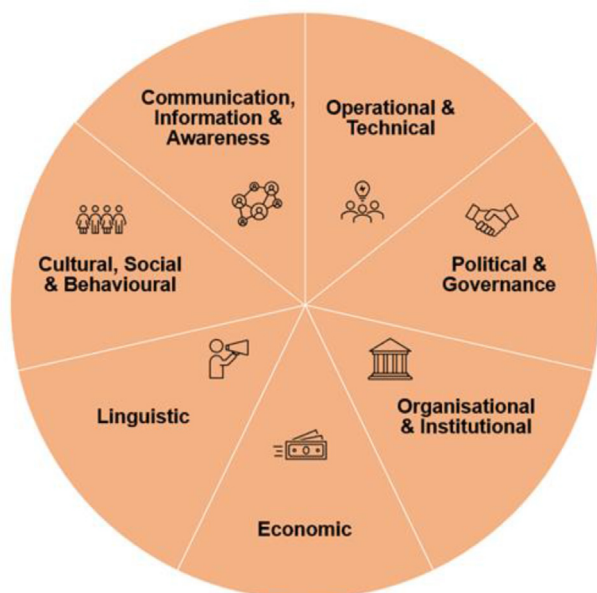 Communication,
Information &
Awareness
Operational &
Technical
Cultural, Social
& Behavioural
Political &
Governance
Linguistic
Organisational
& Institutional
Economic